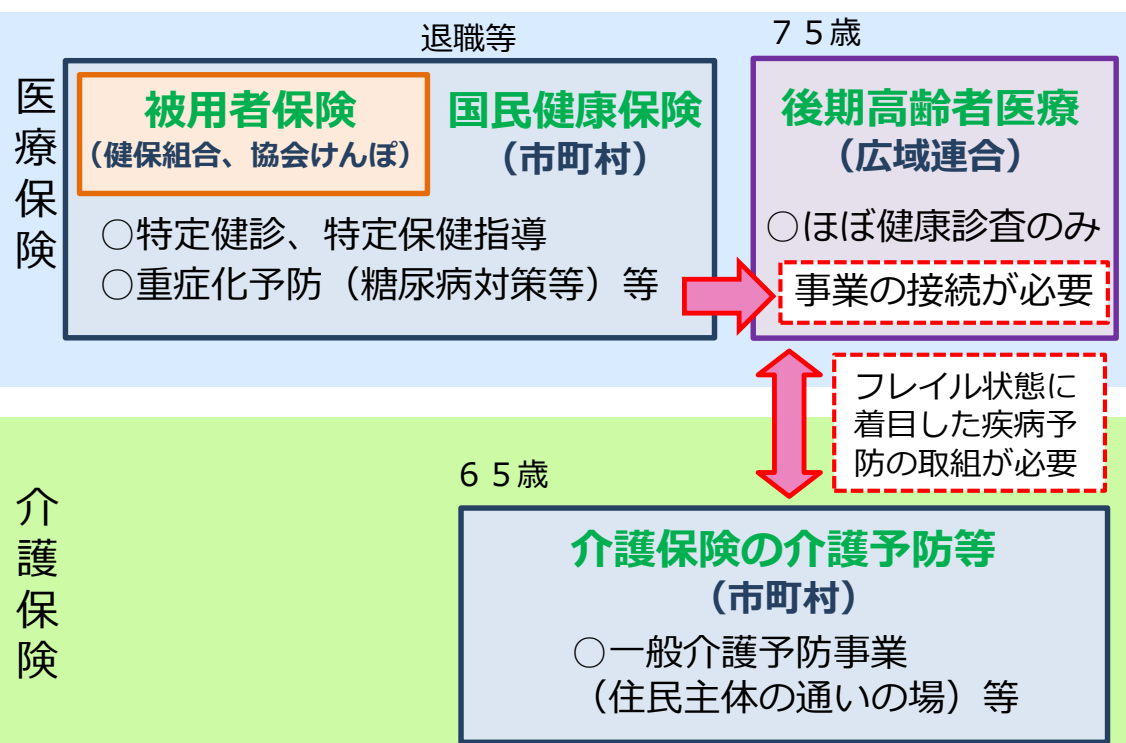 退職等
７５歳
医療保険
被用者保険
（健保組合、協会けんぽ）
国民健康保険
（市町村）
○特定健診、特定保健指導
○重症化予防（糖尿病対策等）等
後期高齢者医療
（広域連合）
○ほぼ健康診査のみ
事業の接続が必要
フレイル状態に
着目した疾病予
防の取組が必要
６５歳
介護保険
介護保険の介護予防等
（市町村）
○一般介護予防事業
（住民主体の通いの場）等